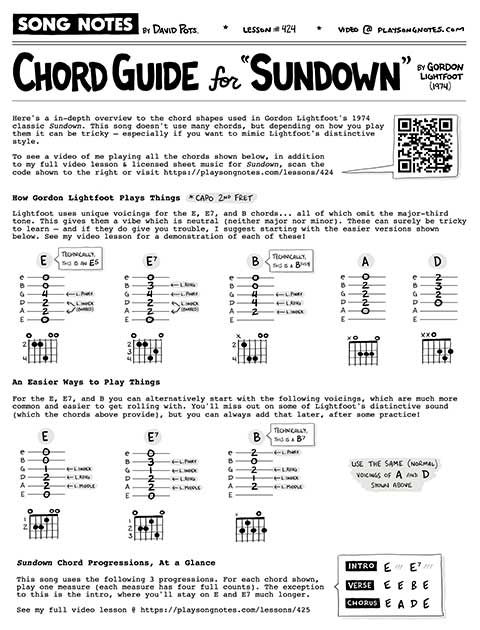 SONG NOTES BY DAVID POTS. * LESSON #424 * VIDEO @ PLAYSONGNOTES.COM
CHORD GUIDE for "SUNDOWN" BY GORDON LIGHTFOOT (1974)
Here's a in-depth overview to the chord shapes used in Gordon Lightfoot's 1974
classic Sundown. This song doesn't use many chords, but depending on how you play
them it can be tricky — especially if you want to mimic Lightfoot's distinctive
style.
To see a video of me playing all the chords shown below, in addition
to my full video lesson & licensed sheet music for Sundown, scan the
code shown to the right or visit https://playsongnotes.com/lessons/424
How Gordon Lightfoot Plays Things * CAPO 2ND FRET
Lightfoot uses unique voicings for the E, E7, and B chords... all of which omit the major-third
tone. This gives them a vibe which is neutral (neither major nor minor). These can surely be tricky
to learn — and if they do give you trouble, I suggest starting with the easier versions shown
below. See my video lesson for a demonstration of each of these!
E TECHNICALLY, THIS IS AN E5
e 0
B 0
G 4 ← L. PINKY
D 2 ← L. INDEX
A 2 (BARRED)
E 0
2
4
E7
e 0
B 3 ← L. RING
G 4 ← L. PINKY
D 2 ← L. INDEX
A 2 (BARRED)
E 0
2
3
4
B TECHNICALLY, THIS IS A BSUS4
e 0
B 0
G 4 ← L. PINKY
D 4 ← L. RING
A 2 ← L. INDEX
E
x
2
4
A
e 0
B 2
G 2
D 2
A 0
E
x
D
e 2
B 3
G 2
D 0
A
E
x x
An Easier Ways to Play Things
For the E, E7, and B you can alternatively start with the following voicings, which are much more
common and easier to get rolling with. You'll miss out on some of Lightfoot's distinctive sound
(which the chords above provide), but you can always add that later, after some practice!
E
e 0
B 0
G 1 ← L. INDEX
D 2 ← L. RING
A 2 ← L. MIDDLE
E 0
1
2
E7
e 0
B 3 ← L. PINKY
G 1 ← L. INDEX
D 2 ← L. RING
A 2 ← L. MIDDLE
E 0
1
2
3
B TECHNICALLY, THIS IS A B7
e 2 ← L. PINKY
B 0
G 2 ← L. RING
D 1 ← L. INDEX
A 2 ← L. MIDDLE
E
x
1
2
USE THE SAME (NORMAL)
VOICINGS OF A AND D
SHOWN ABOVE
Sundown Chord Progressions, At a Glance
This song uses the following 3 progressions. For each chord shown,
play one measure (each measure has four full counts). The exception
to this is the intro, where you'll stay on E and E7 much longer.
See my full video lesson @ https://playsongnotes.com/lessons/425
INTRO E /// E7 ///
VERSE E E B E
CHORUS E A D E